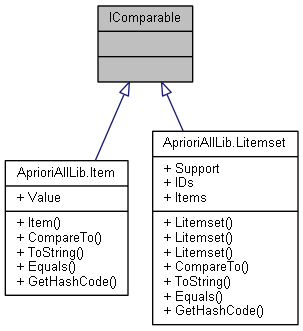 IComparable
AprioriAllLib.Item
+ Value
+ Item()
+ CompareTo()
+ ToString()
+ Equals()
+ GetHashCode()
AprioriAllLib.Litemset
+ Support
+ IDs
+ Items
+ Litemset()
+ Litemset()
+ Litemset()
+ CompareTo()
+ ToString()
+ Equals()
+ GetHashCode()